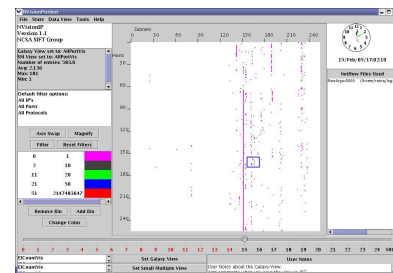 NVisionIP
File State Data View Tools Help
NVisionIP
Version 1.1
NCSA SIFT Group
Galaxy View set to: AllPortVis
SM View set to: AllPortVis
Number of entries: 583.0
Avg: 2.136
Max: 181
Min: 1
Default filter options:
All IPs
All Ports
All Protocols
Axis Swap Magnify
Filter Reset Filters
0 1
2 10
11 20
21 50
51 2147483647
Remove Bin Add Bin
Change Color
Subnets
0 30 60 90 120 150 180 210 240
Hosts
30
60
90
120
150
180
210
240
15/Feb/05/17:02:10
Netflow Files Used
0 1 2 3 4 5 6 7 8 9 10 11 12 13 14 15 16 17 18 19 20 21 22 23 24
ElCountVis
ElCountVis
Set Galaxy View
Set Small Multiple View
User Notes
User Notes about the Galaxy View: